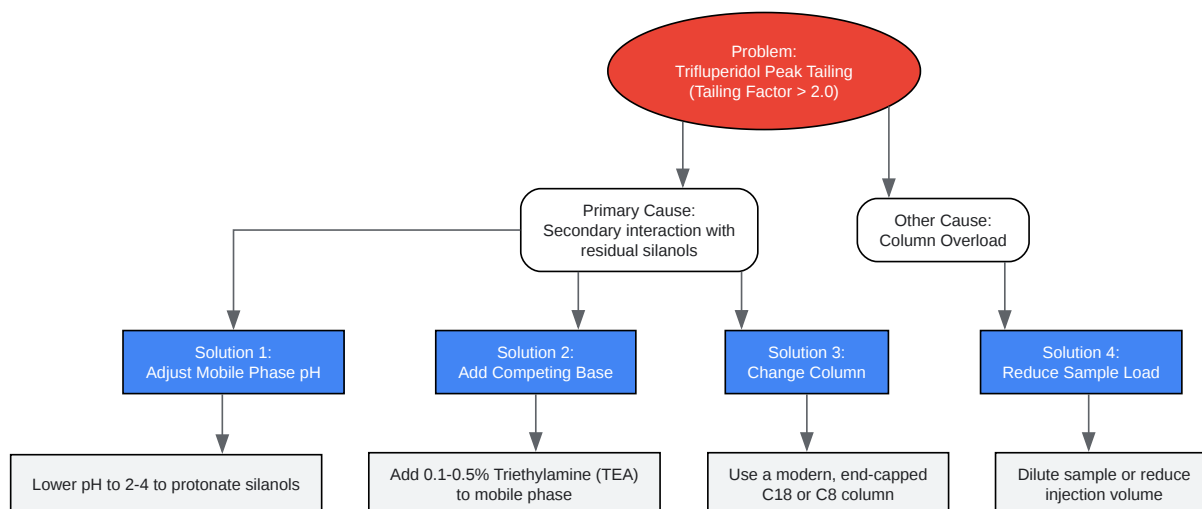 Problem:
Trifluperidol Peak Tailing
(Tailing Factor > 2.0)
Primary Cause:
Secondary interaction with
residual silanols
Other Cause:
Column Overload
Solution 1:
Adjust Mobile Phase pH
Solution 2:
Add Competing Base
Solution 3:
Change Column
Solution 4:
Reduce Sample Load
Lower pH to 2-4 to protonate silanols
Add 0.1-0.5% Triethylamine (TEA)
to mobile phase
Use a modern, end-capped
C18 or C8 column
Dilute sample or reduce
injection volume